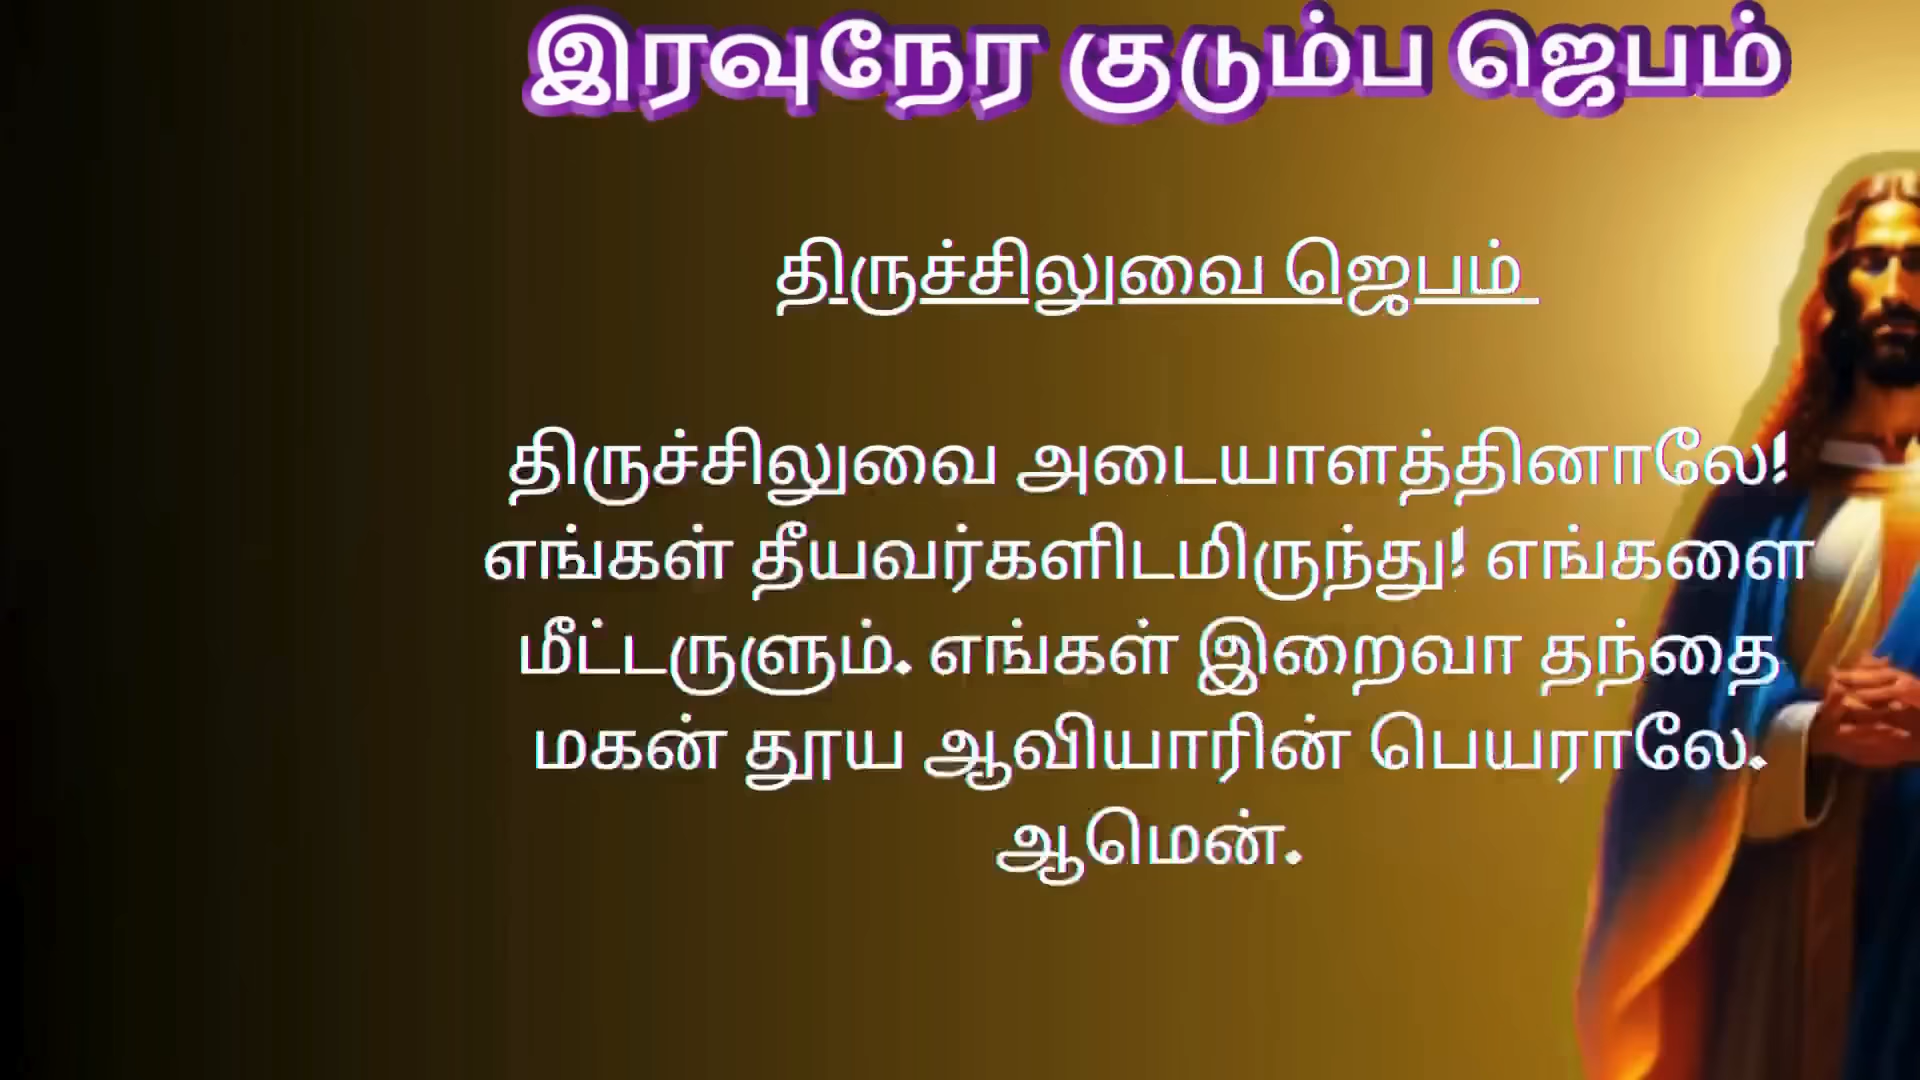 இரவுநேர குடும்ப ஜெபம்
திருச்சிலுவை ஜெபம்
திருச்சிலுவை அடையாளத்தினாலே!
எங்கள் தீயவர்களிடமிருந்து! எங்களை
மீட்டருளும். எங்கள் இறைவா தந்தை
மகன் தூய ஆவியாரின் பெயராலே.
ஆமென்.